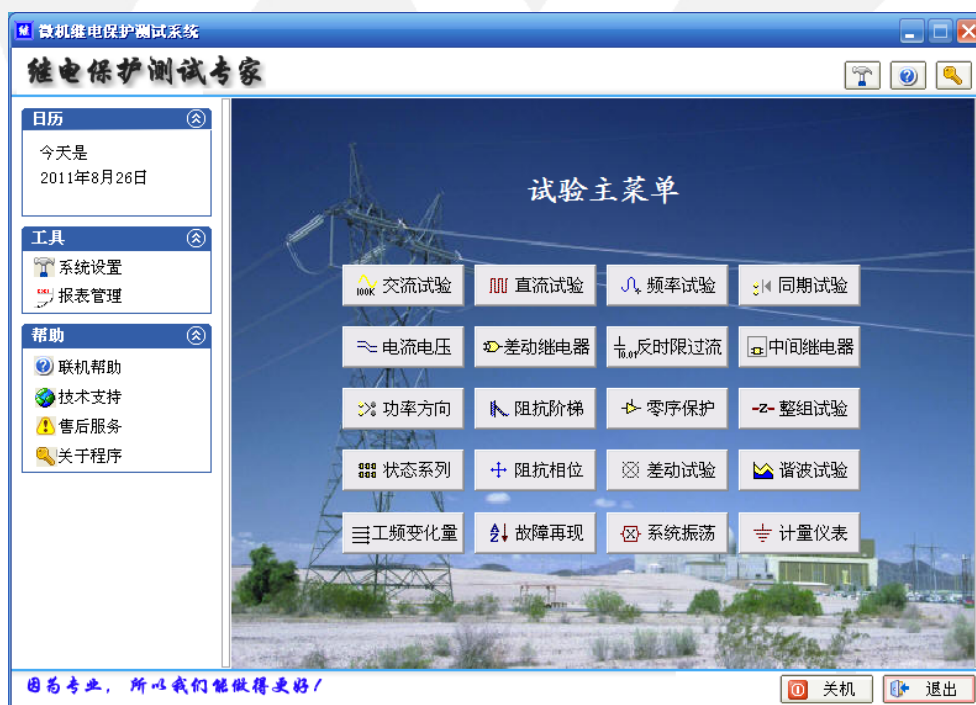 微机继电保护测试系统
继电保护测试专家
日历
今天是
2011年8月26日
工具
系统设置
报表管理
帮助
联机帮助
技术支持
售后服务
关于程序
试验主菜单
100K 交流试验 直流试验 频率试验 同期试验
电流电压 差动继电器 反时限过流 中间继电器
功率方向 阻抗阶梯 零序保护 -Z- 整组试验
状态系列 阻抗相位 差动试验 谐波试验
工频变化量 故障再现 系统振荡 计量仪表
因为专业，所以我们能做得更好！
关机 退出